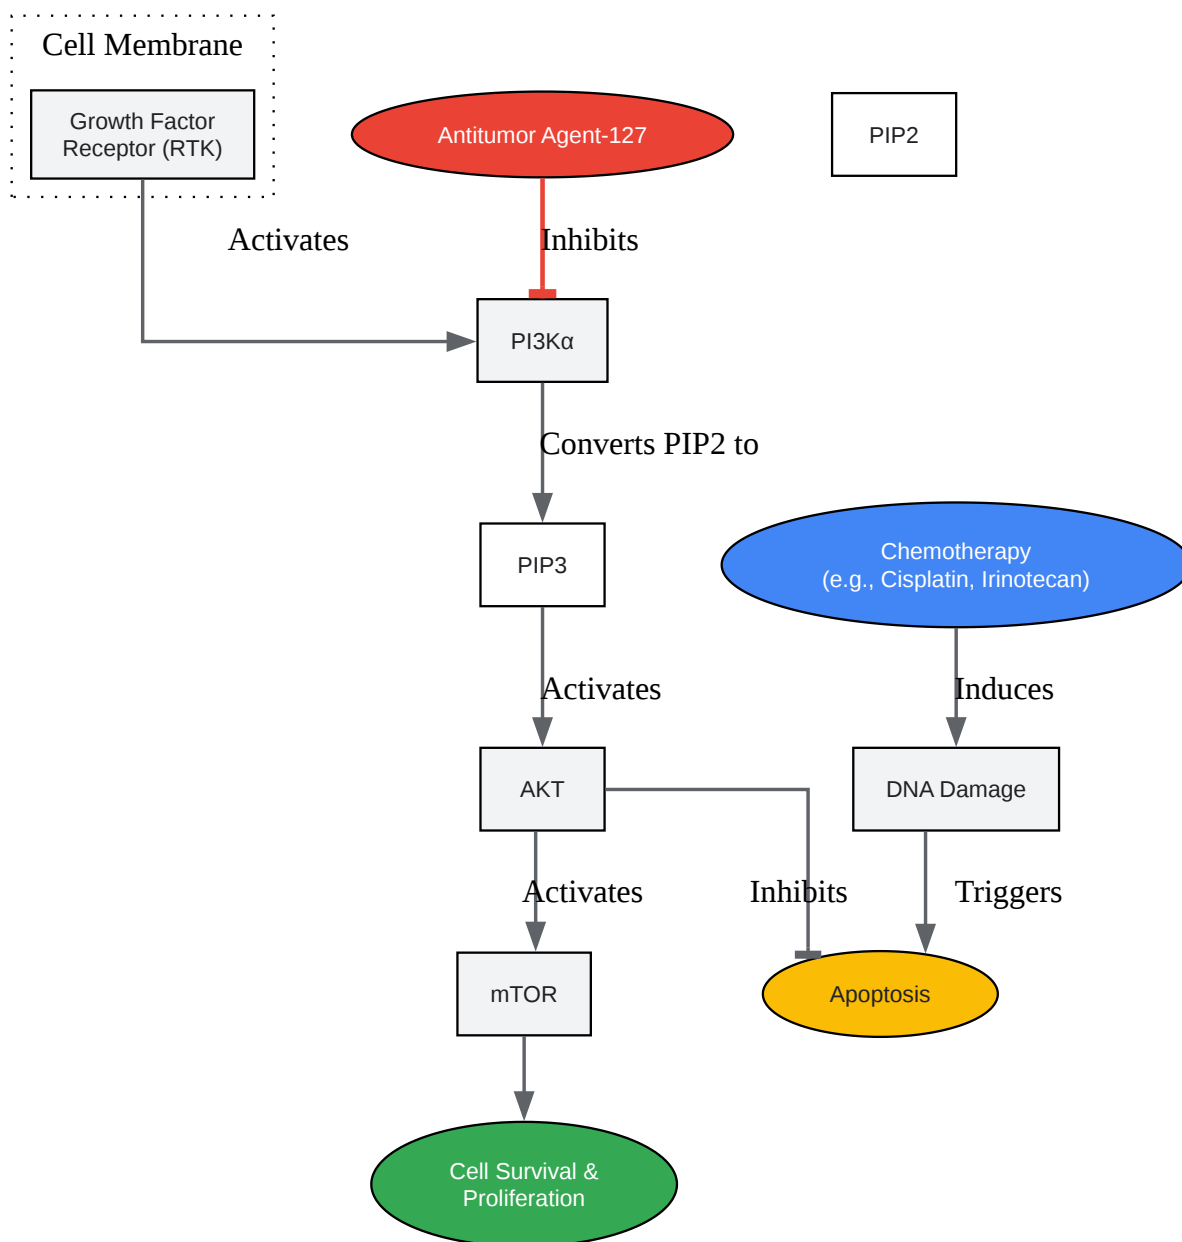 Cell Membrane
Growth Factor
Receptor (RTK)
Antitumor Agent-127
PIP2
Activates
Inhibits
PI3Kα
Converts PIP2 to
PIP3
Chemotherapy
(e.g., Cisplatin, Irinotecan)
Activates
Induces
AKT
DNA Damage
Activates
Inhibits
Triggers
mTOR
Apoptosis
Cell Survival &
Proliferation